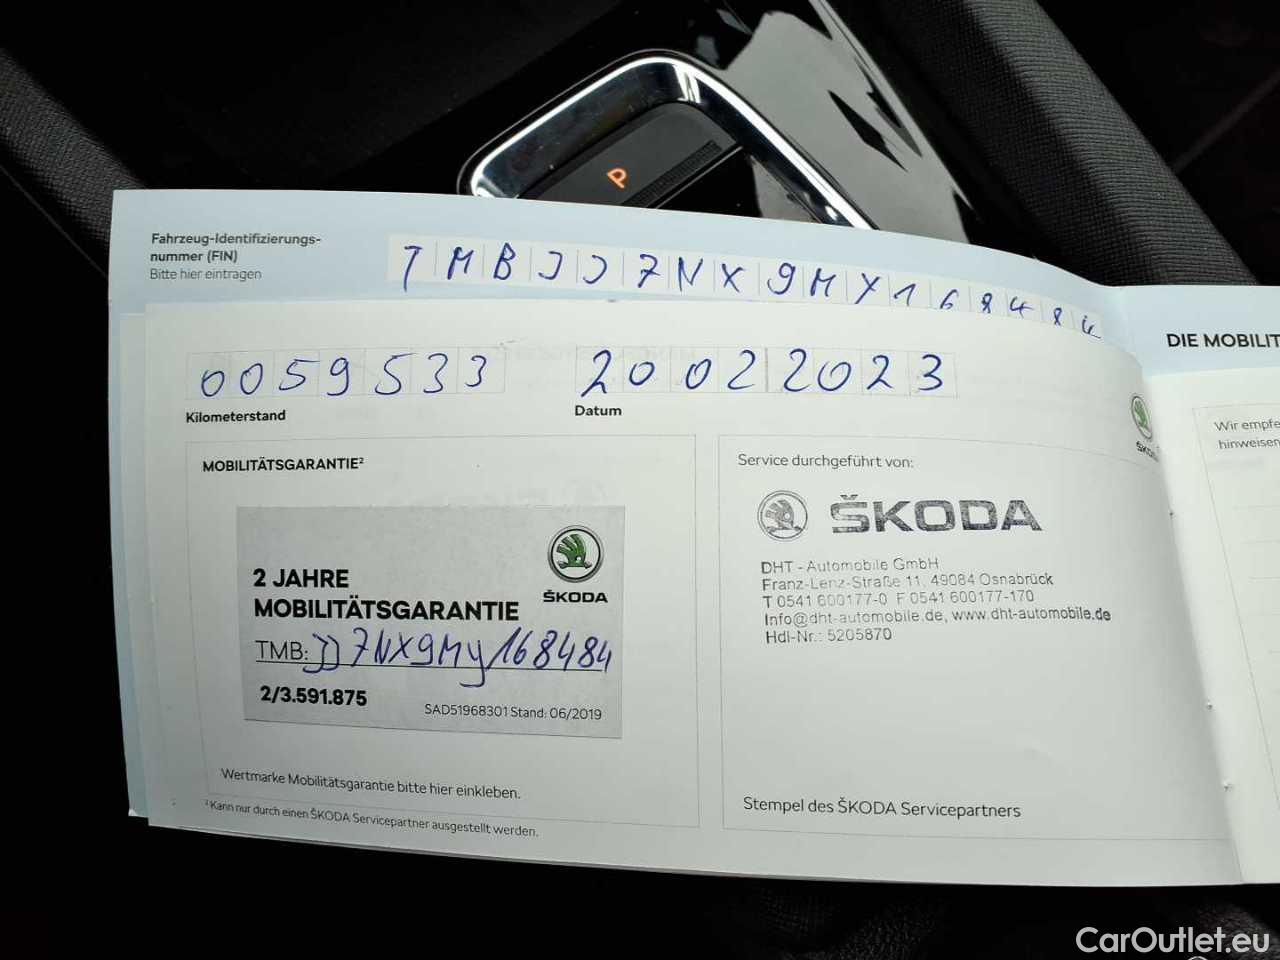 P
Fahrzeug-Identifizierungs-
nummer (FIN)
Bitte hier eintragen
TMBJJ7NX9MY168484
0059533
Kilometerstand
20022023
Datum
MOBILITÄTSGARANTIE²
2 JAHRE
MOBILITÄTSGARANTIE
ŠKODA
TMB: JJ7NX9MY168484
2/3.591.875
SAD51968301 Stand: 06/2019
Wertmarke Mobilitätsgarantie bitte hier einkleben.
² Kann nur durch einen ŠKODA Servicepartner ausgestellt werden.
Service durchgeführt von:
ŠKODA
DHT - Automobile GmbH
Franz-Lenz-Straße 11, 49084 Osnabrück
T 0541 600177-0 F 0541 600177-170
Info@dht-automobile.de, www.dht-automobile.de
Hdl-Nr.: 5205870
Stempel des ŠKODA Servicepartners
DIE MOBILIT
Wir empfe
hinweisen
CarOutlet.eu